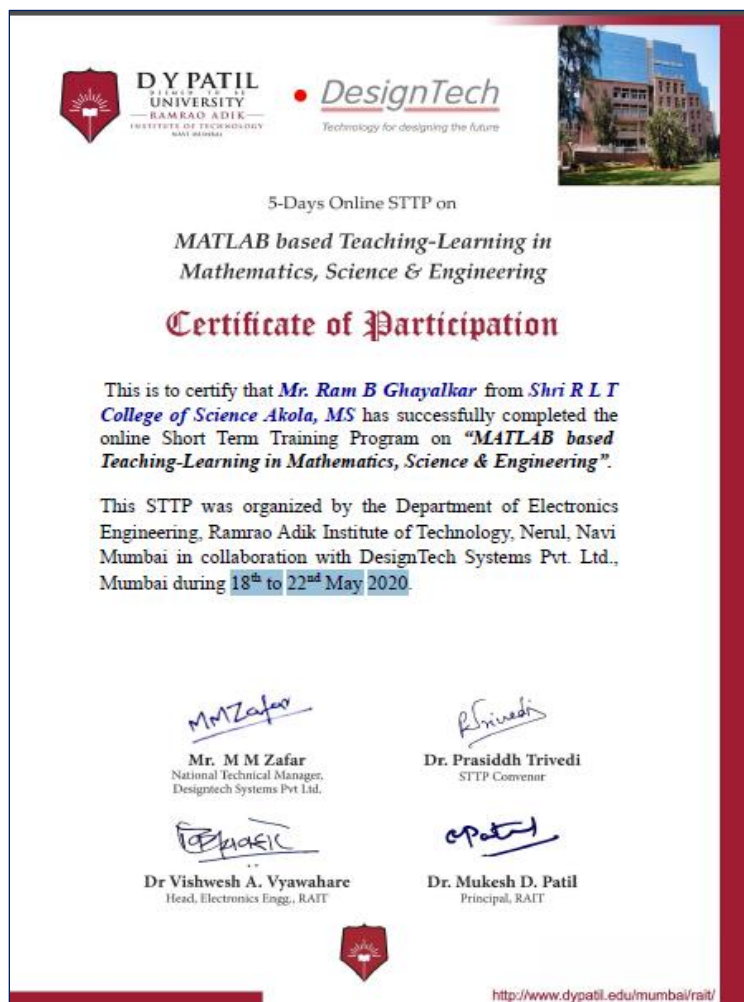 D Y PATIL
DEEMED TO BE
UNIVERSITY
RAMRAO ADIK
INSTITUTE OF TECHNOLOGY
NAVI MUMBAI
DesignTech
Technology for designing the future
5-Days Online STTP on
MATLAB based Teaching-Learning in
Mathematics, Science & Engineering
Certificate of Participation
This is to certify that Mr. Ram B Ghayalkar from Shri R L T
College of Science Akola, MS has successfully completed the
online Short Term Training Program on “MATLAB based
Teaching-Learning in Mathematics, Science & Engineering”.
This STTP was organized by the Department of Electronics
Engineering, Ramrao Adik Institute of Technology, Nerul, Navi
Mumbai in collaboration with DesignTech Systems Pvt. Ltd.,
Mumbai during 18th to 22nd May 2020.
MMZafar
Mr. M M Zafar
National Technical Manager,
Designtech Systems Pvt Ltd.
PTrivedi
Dr. Prasiddh Trivedi
STTP Convenor
Dr Vishwesh A. Vyawahare
Head, Electronics Engg., RAIT
Dr. Mukesh D. Patil
Principal, RAIT
http://www.dypatil.edu/mumbai/rait/